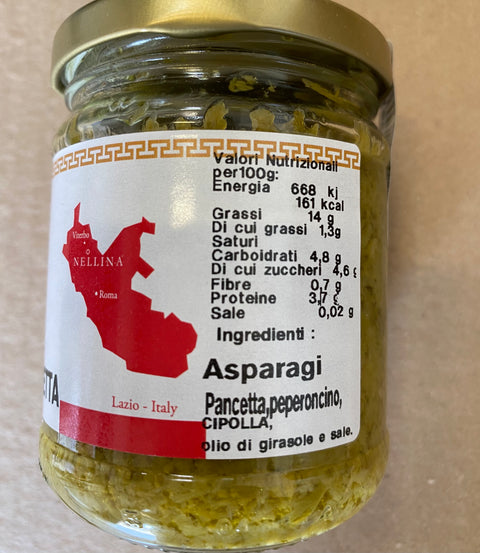 Valori Nutrizionali
per100g:
Energia 668 kj
161 kcal
Grassi 14 g
Di cui grassi 1,3g
Saturi
Carboidrati 4,8 g
Di cui zuccheri 4,6 g
Fibre 0,7 g
Proteine 3,7 g
Sale 0,02 g
Ingredienti :
Asparagi
Pancetta,peperoncino,
CIPOLLA,
olio di girasole e sale.
Viterbo
NELLINA
Roma
Lazio - Italy